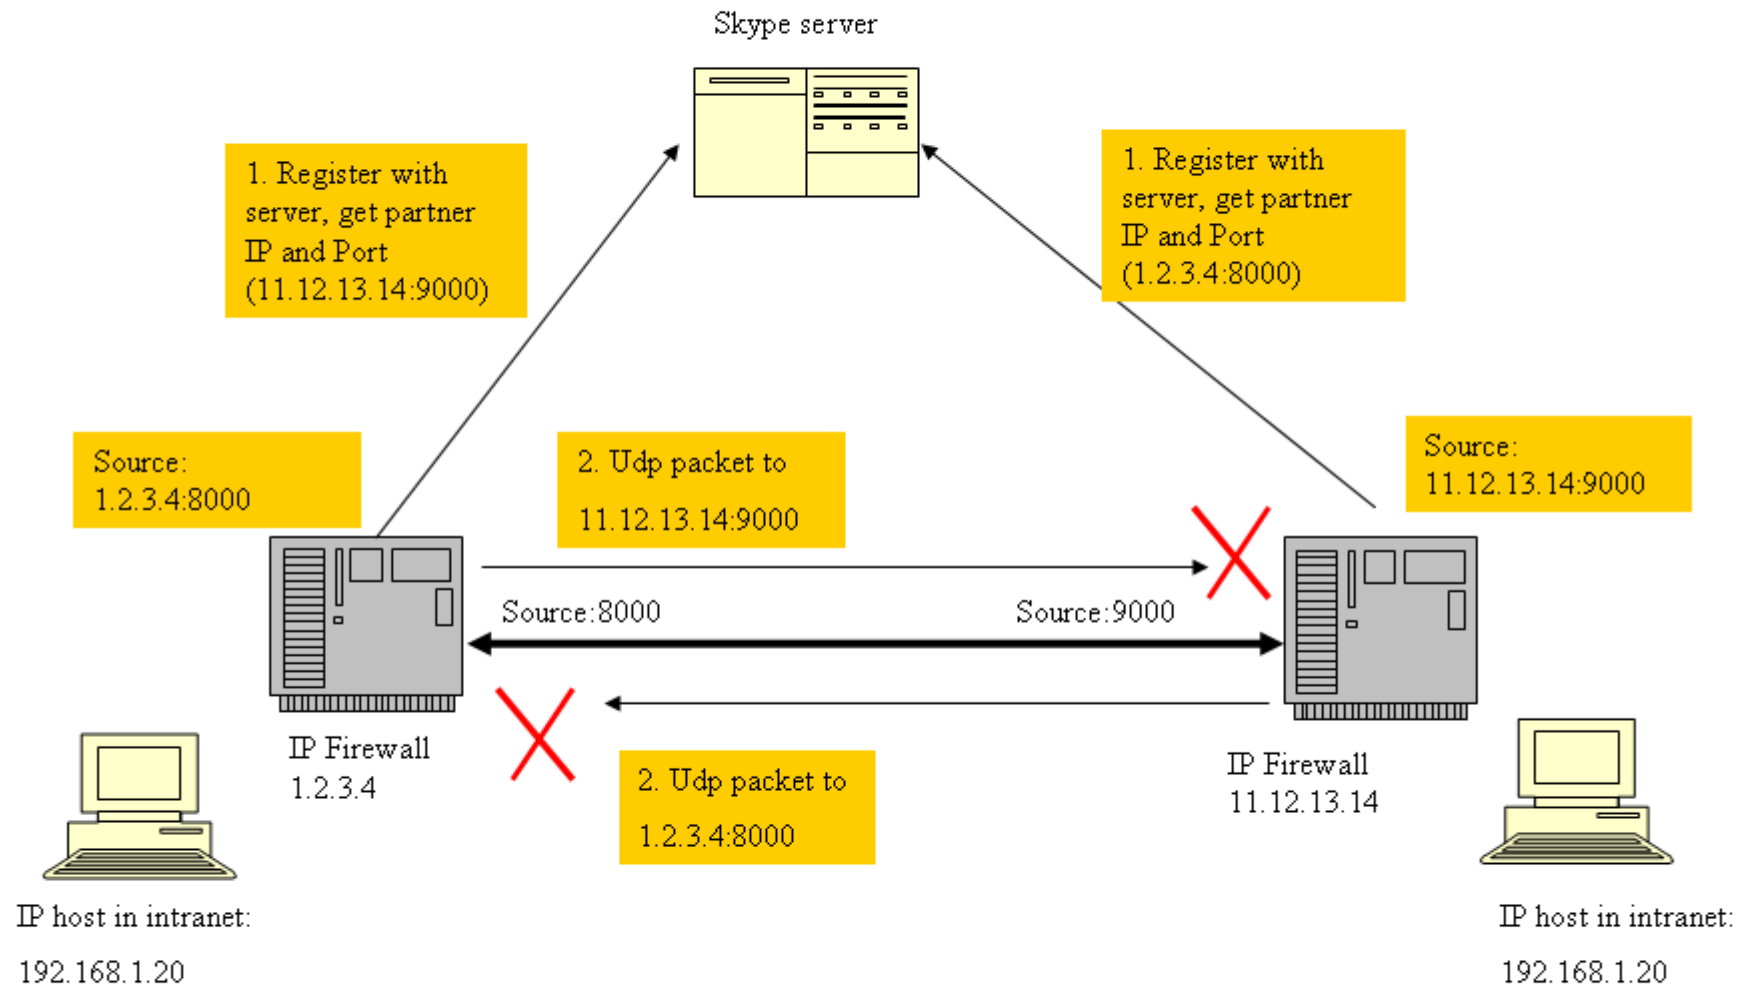 Skype server
1. Register with
server, get partner
IP and Port
(11.12.13.14:9000)
1. Register with
server, get partner
IP and Port
(1.2.3.4:8000)
Source:
1.2.3.4:8000
2. Udp packet to
11.12.13.14:9000
Source:
11.12.13.14:9000
Source:8000
Source:9000
IP Firewall
1.2.3.4
2. Udp packet to
1.2.3.4:8000
IP Firewall
11.12.13.14
IP host in intranet:
192.168.1.20
IP host in intranet:
192.168.1.20